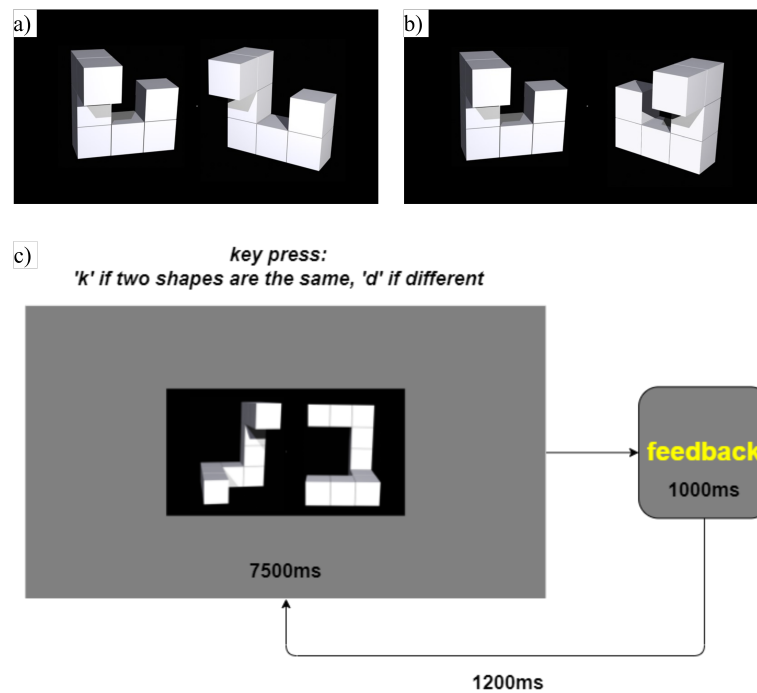 a)
b)
c)
key press:
'k' if two shapes are the same, 'd' if different
feedback
1000ms
7500ms
1200ms